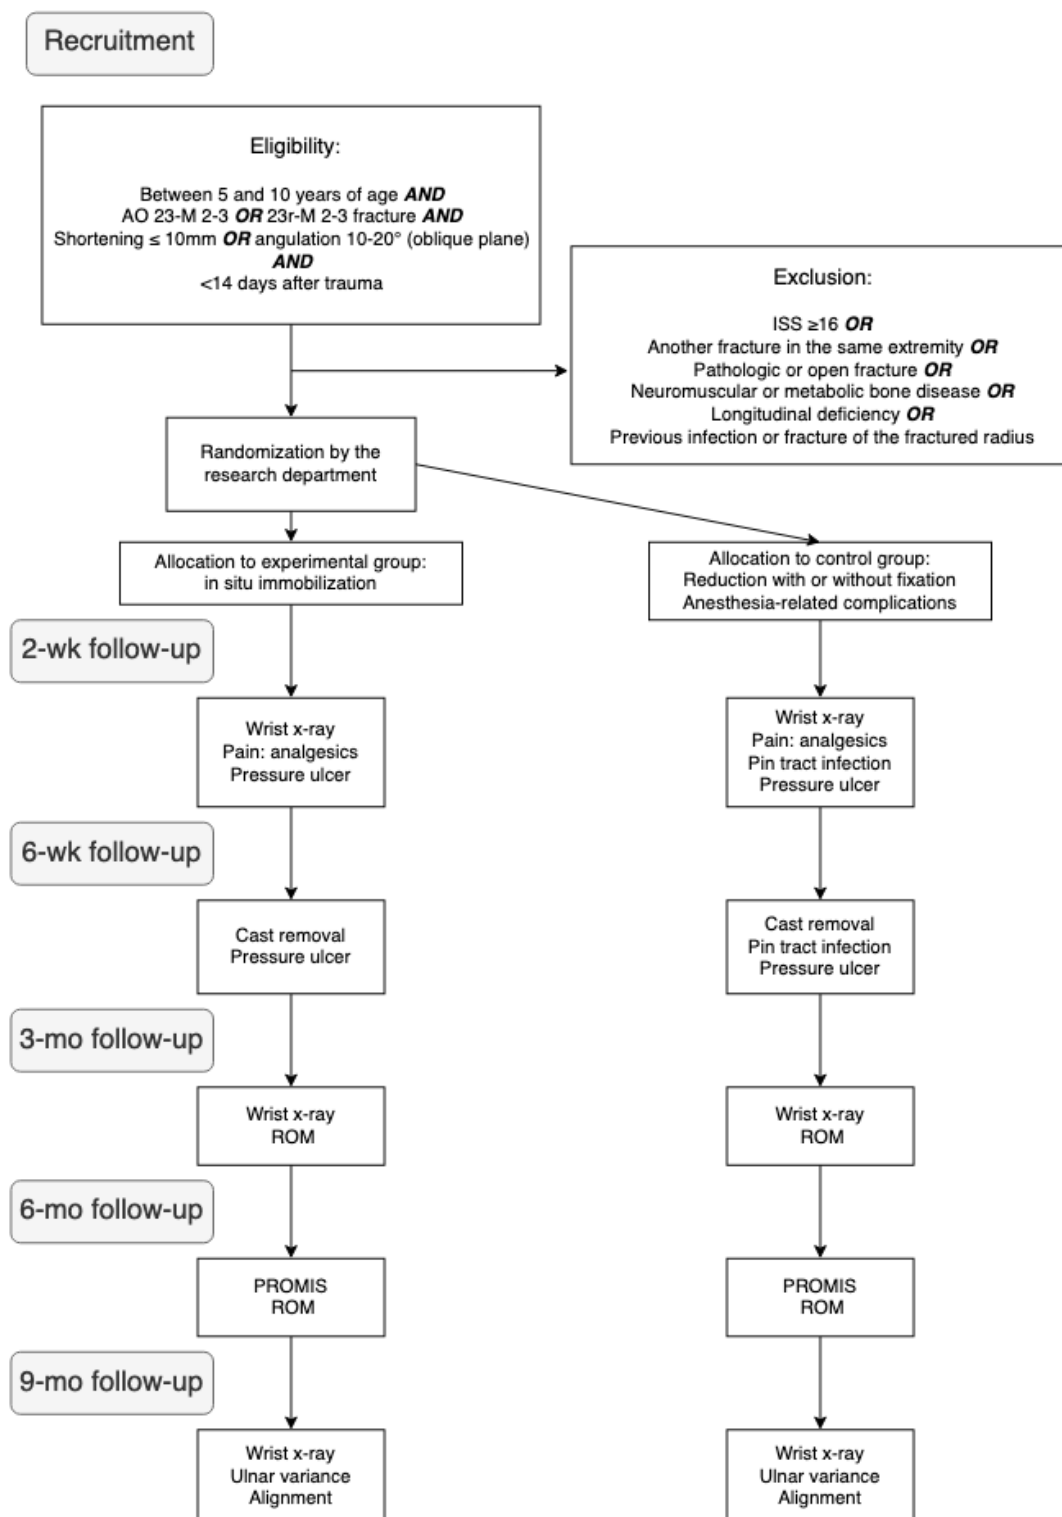 Recruitment
Eligibility:
Between 5 and 10 years of age AND
AO 23-M 2-3 OR 23r-M 2-3 fracture AND
Shortening ≤ 10mm OR angulation 10-20° (oblique plane)
AND
<14 days after trauma
Exclusion:
ISS ≥16 OR
Another fracture in the same extremity OR
Pathologic or open fracture OR
Neuromuscular or metabolic bone disease OR
Longitudinal deficiency OR
Previous infection or fracture of the fractured radius
Randomization by the
research department
Allocation to experimental group:
in situ immobilization
Allocation to control group:
Reduction with or without fixation
Anesthesia-related complications
2-wk follow-up
Wrist x-ray
Pain: analgesics
Pressure ulcer
Wrist x-ray
Pain: analgesics
Pin tract infection
Pressure ulcer
6-wk follow-up
Cast removal
Pressure ulcer
Cast removal
Pin tract infection
Pressure ulcer
3-mo follow-up
Wrist x-ray
ROM
Wrist x-ray
ROM
6-mo follow-up
PROMIS
ROM
PROMIS
ROM
9-mo follow-up
Wrist x-ray
Ulnar variance
Alignment
Wrist x-ray
Ulnar variance
Alignment